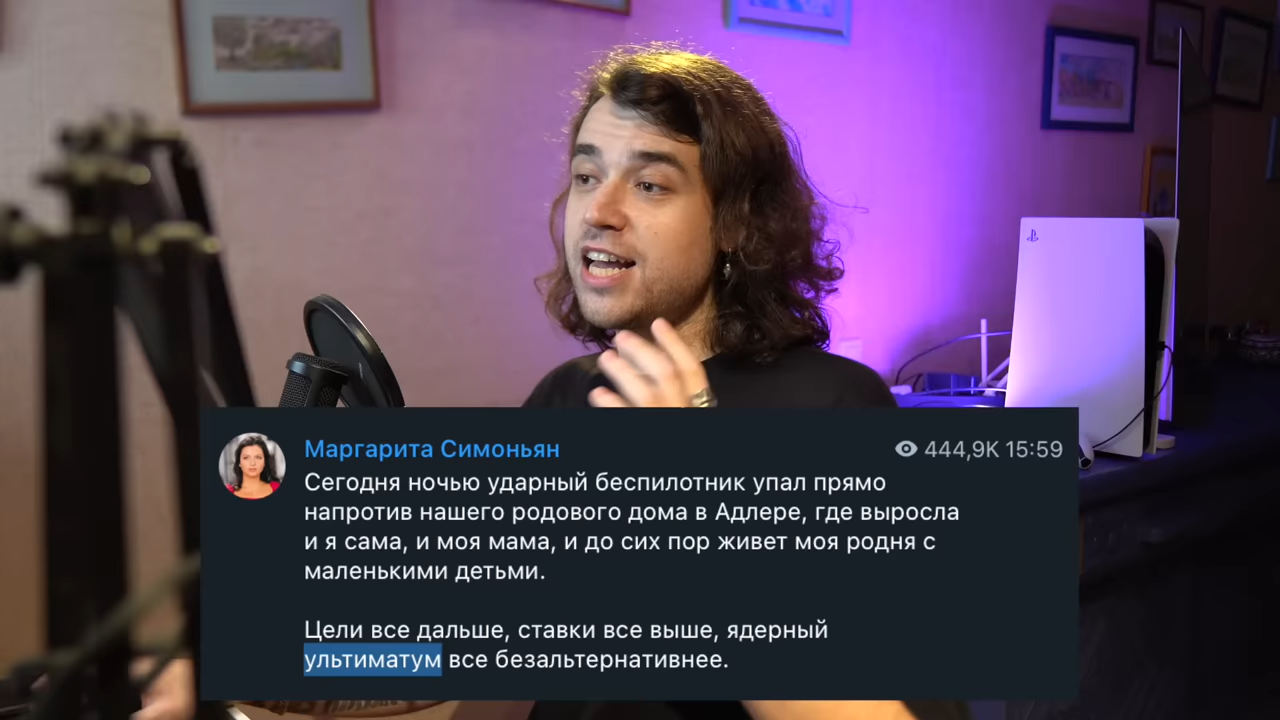 Маргарита Симоньян
444,9K 15:59
Сегодня ночью ударный беспилотник упал прямо
напротив нашего родового дома в Адлере, где выросла
и я сама, и моя мама, и до сих пор живет моя родня с
маленькими детьми.
Цели все дальше, ставки все выше, ядерный
ультиматум все безальтернативнее.